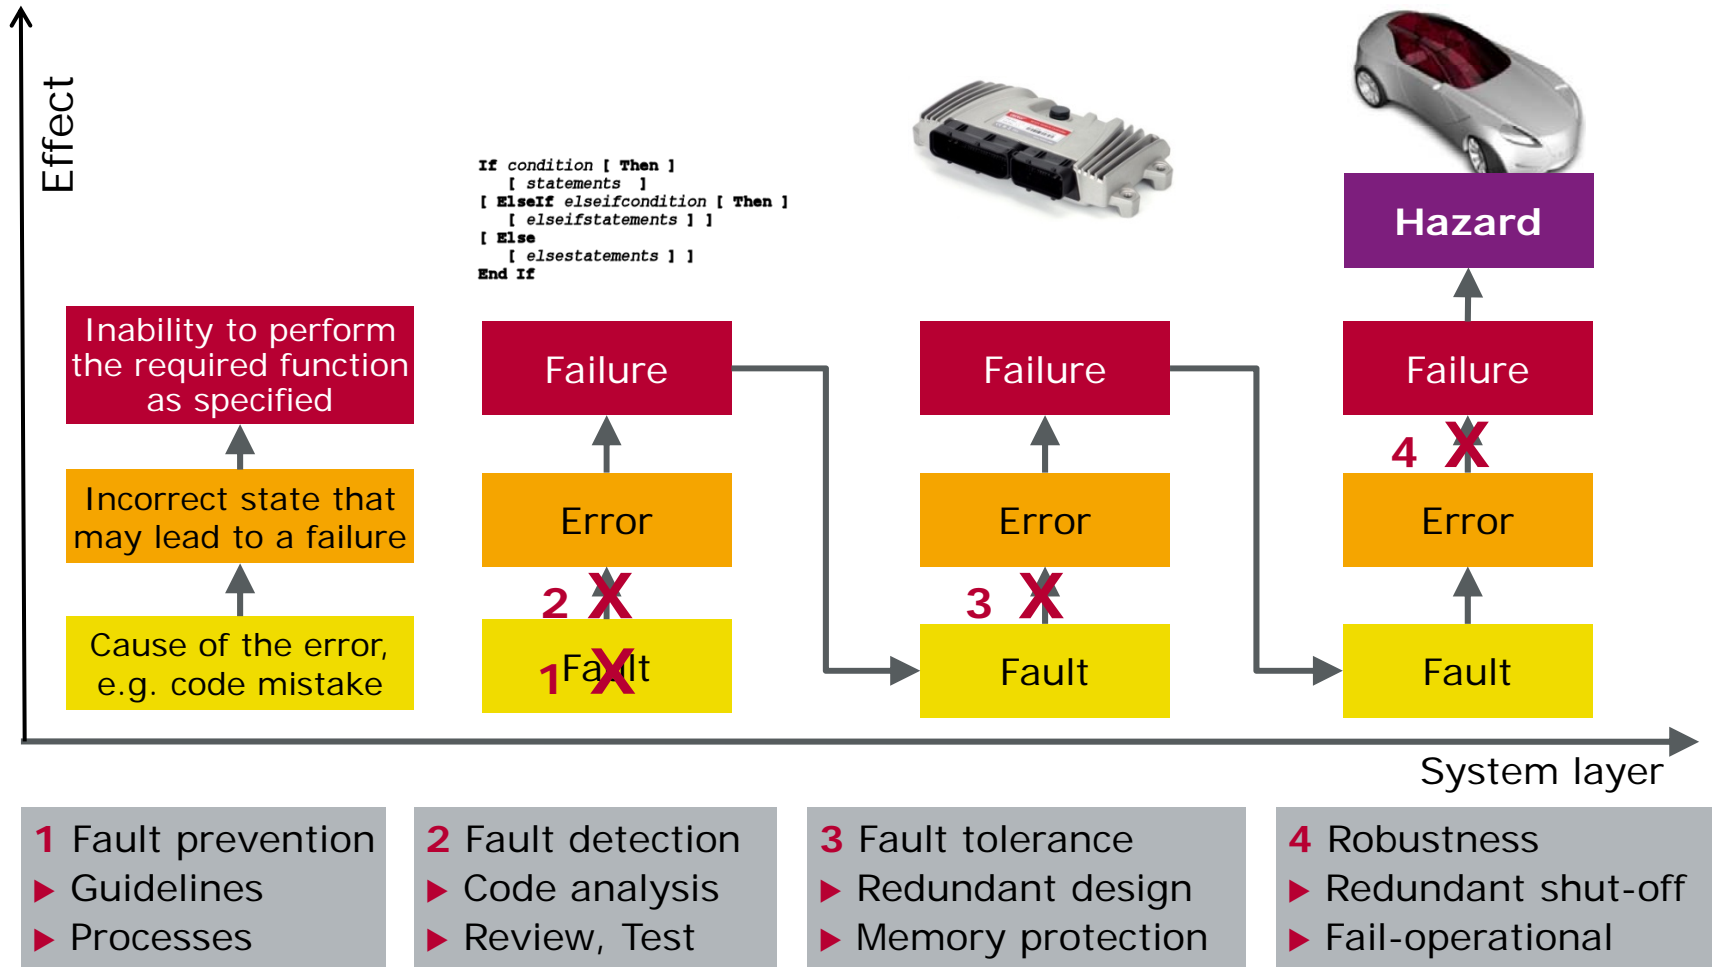 Effect
If condition [ Then ]
[ statements ]
[ ElseIf elseifcondition [ Then ]
[ elseifstatements ] ]
[ Else
[ elsestatements ] ]
End If
Hazard
Inability to perform
the required function
as specified
Failure
Failure
Failure
4 X
Incorrect state that
may lead to a failure
Error
Error
Error
2 X
3 X
Cause of the error,
e.g. code mistake
1 Fault X
Fault
Fault
System layer
1 Fault prevention
Guidelines
Processes
2 Fault detection
Code analysis
Review, Test
3 Fault tolerance
Redundant design
Memory protection
4 Robustness
Redundant shut-off
Fail-operational